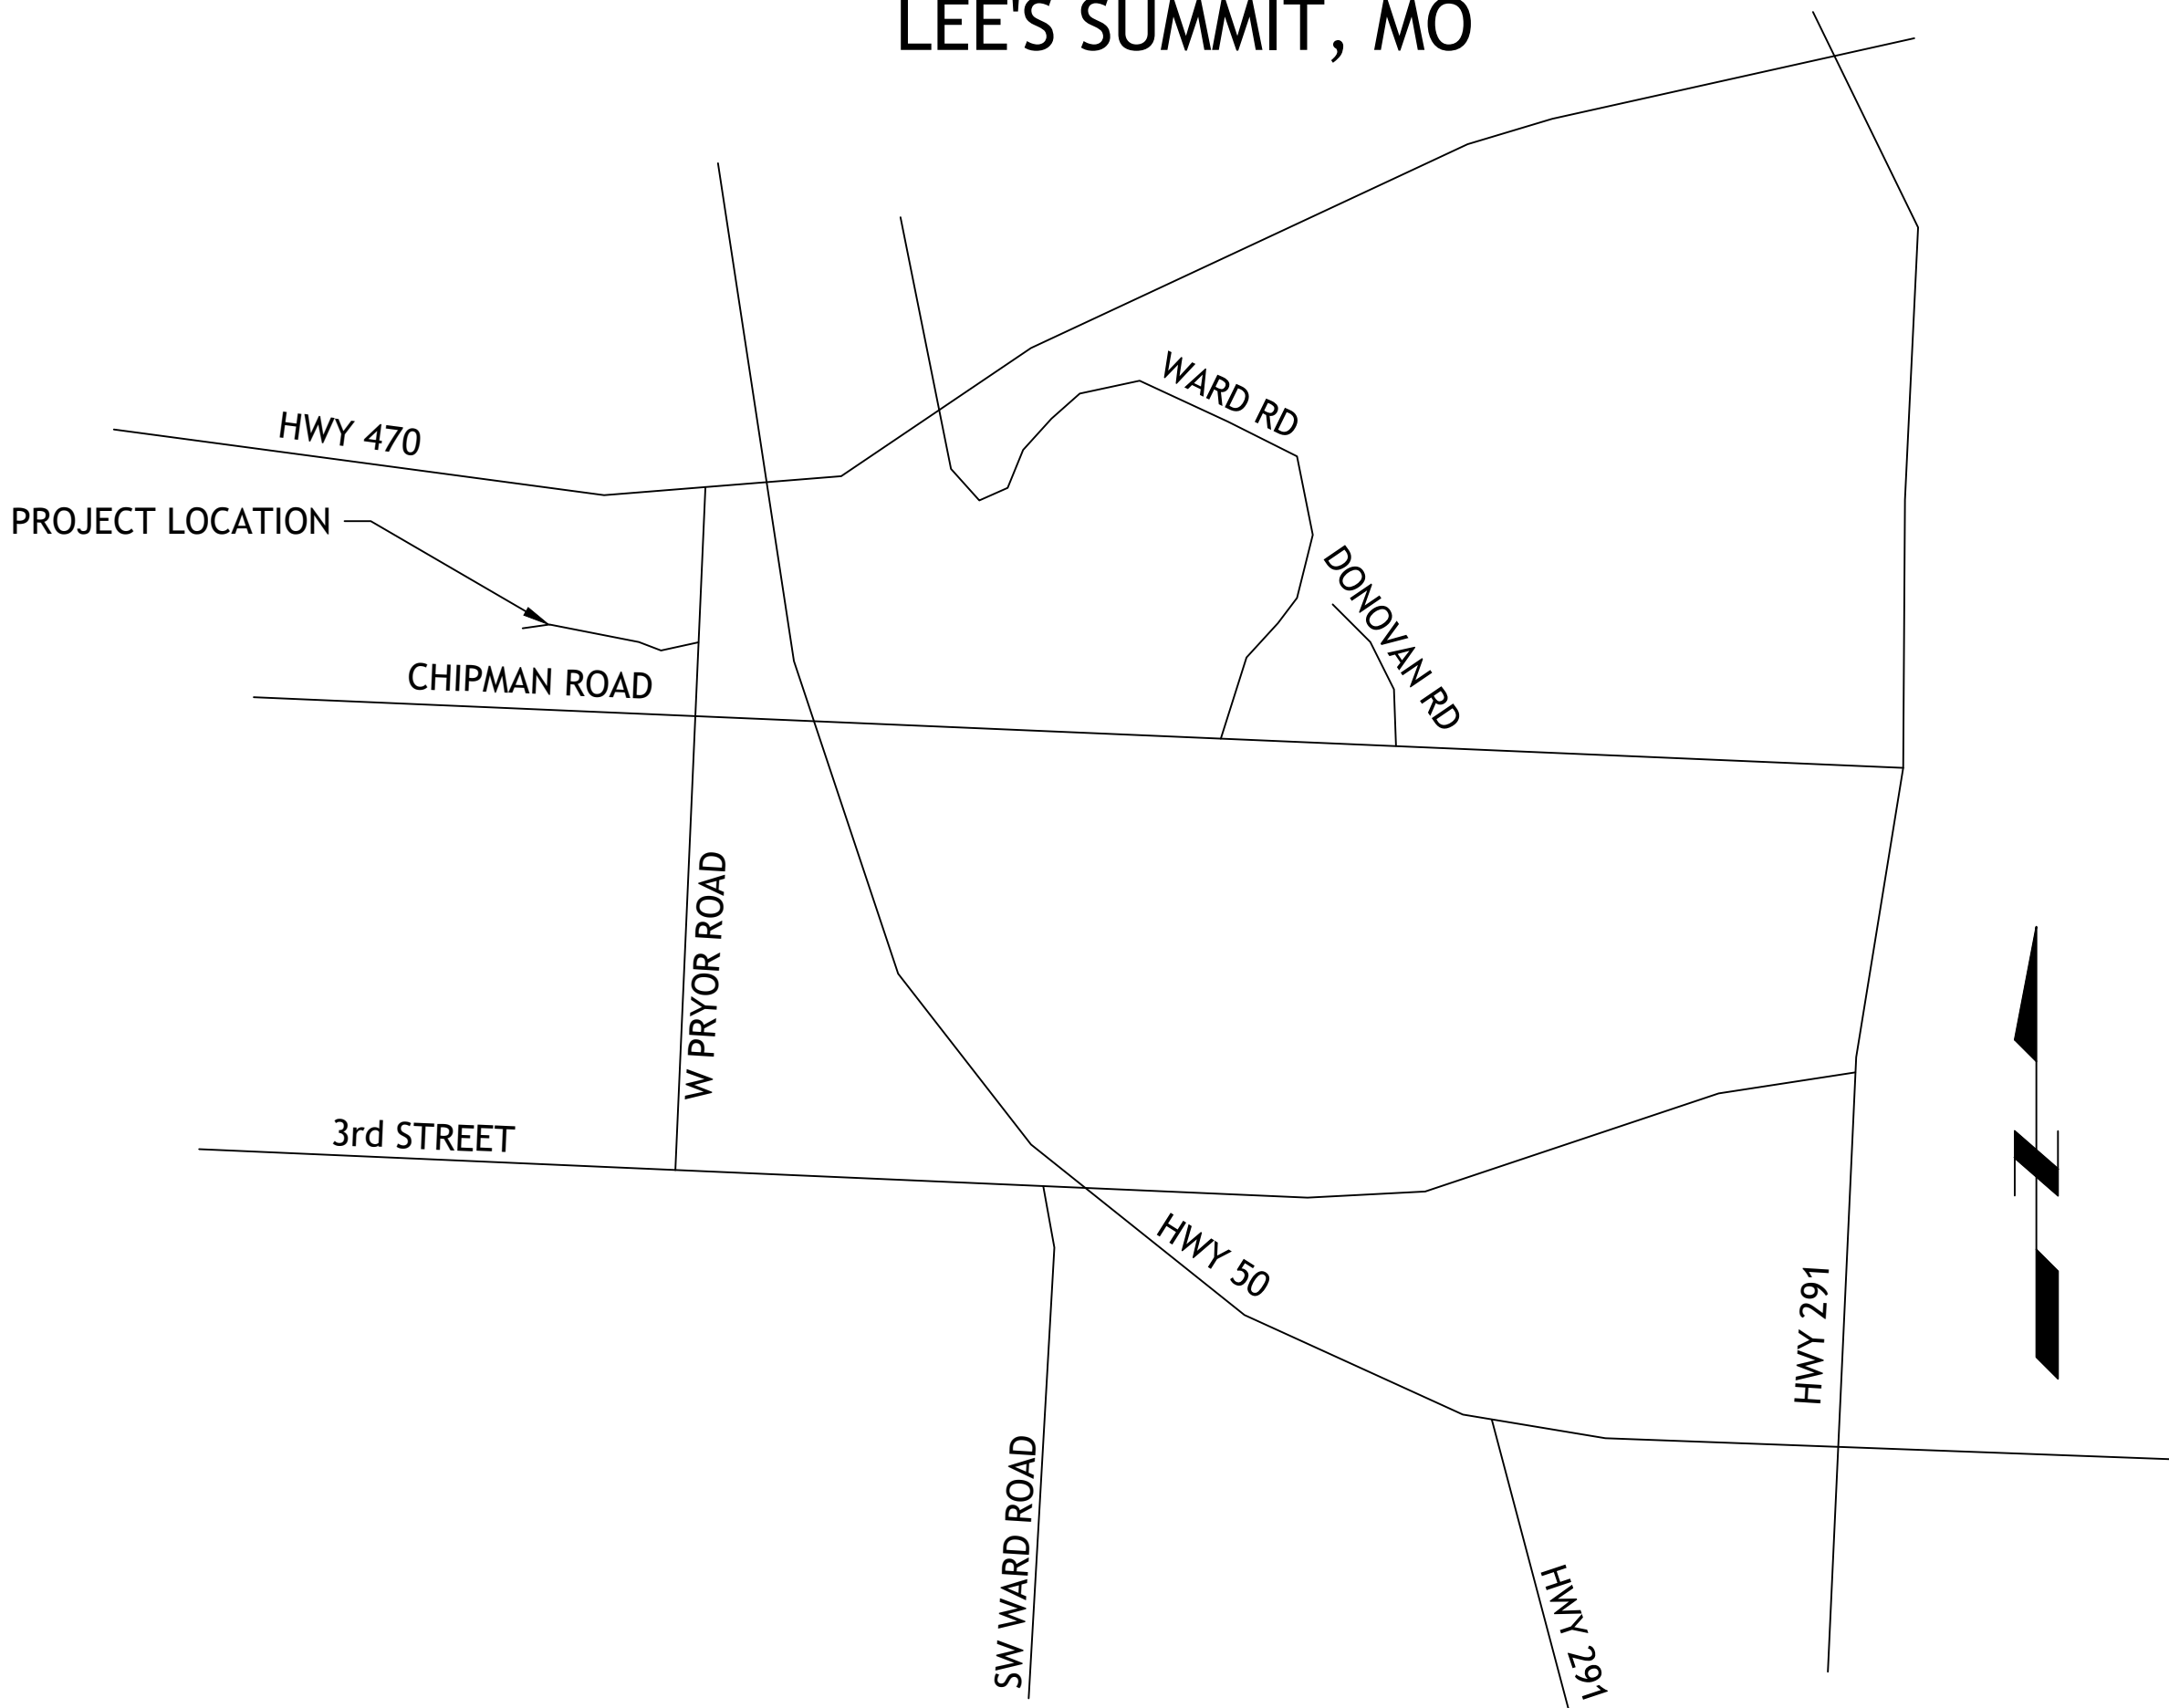 LEE'S SUMMIT, MO
WARD RD
HWY 470
PROJECT LOCATION
DONOVAN RD
CHIPMAN ROAD
W PRYOR ROAD
3rd STREET
N
HWY 50
HWY 291
SW WARD ROAD
HWY 291